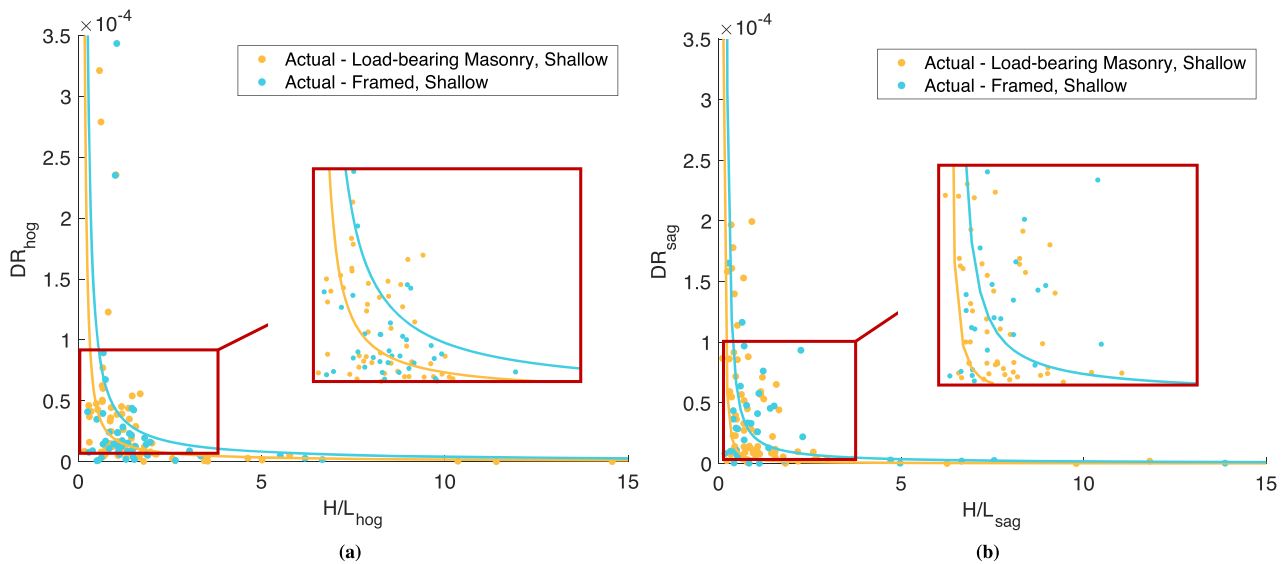 ×10⁻⁴
3.5
3
2.5
2
1.5
1
0.5
0
DR_hog
0
5
10
15
H/L_hog
Actual - Load-bearing Masonry, Shallow
Actual - Framed, Shallow
(a)
×10⁻⁴
3.5
3
2.5
2
1.5
1
0.5
0
DR_sag
0
5
10
15
H/L_sag
Actual - Load-bearing Masonry, Shallow
Actual - Framed, Shallow
(b)